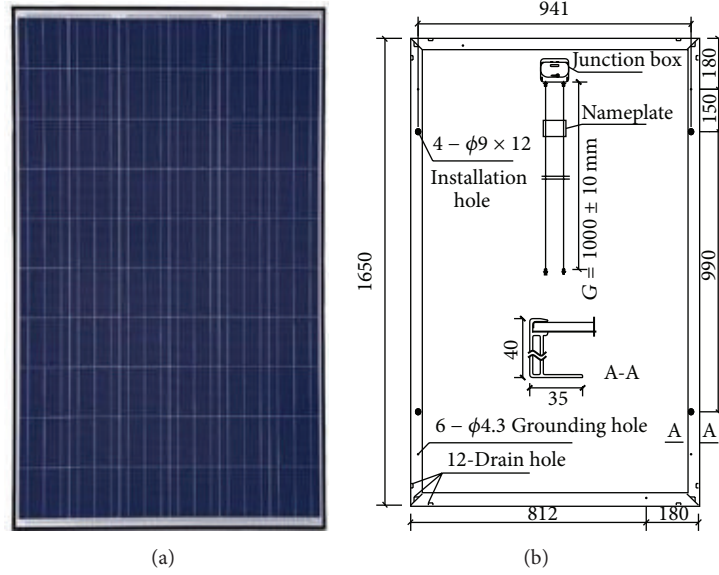 941
180
Junction box
150
Nameplate
4 − ϕ9 × 12
Installation
hole
G = 1000 ± 10 mm
1650
990
40
A-A
35
6 − ϕ4.3 Grounding hole
A
A
12-Drain hole
812
180
(a)
(b)